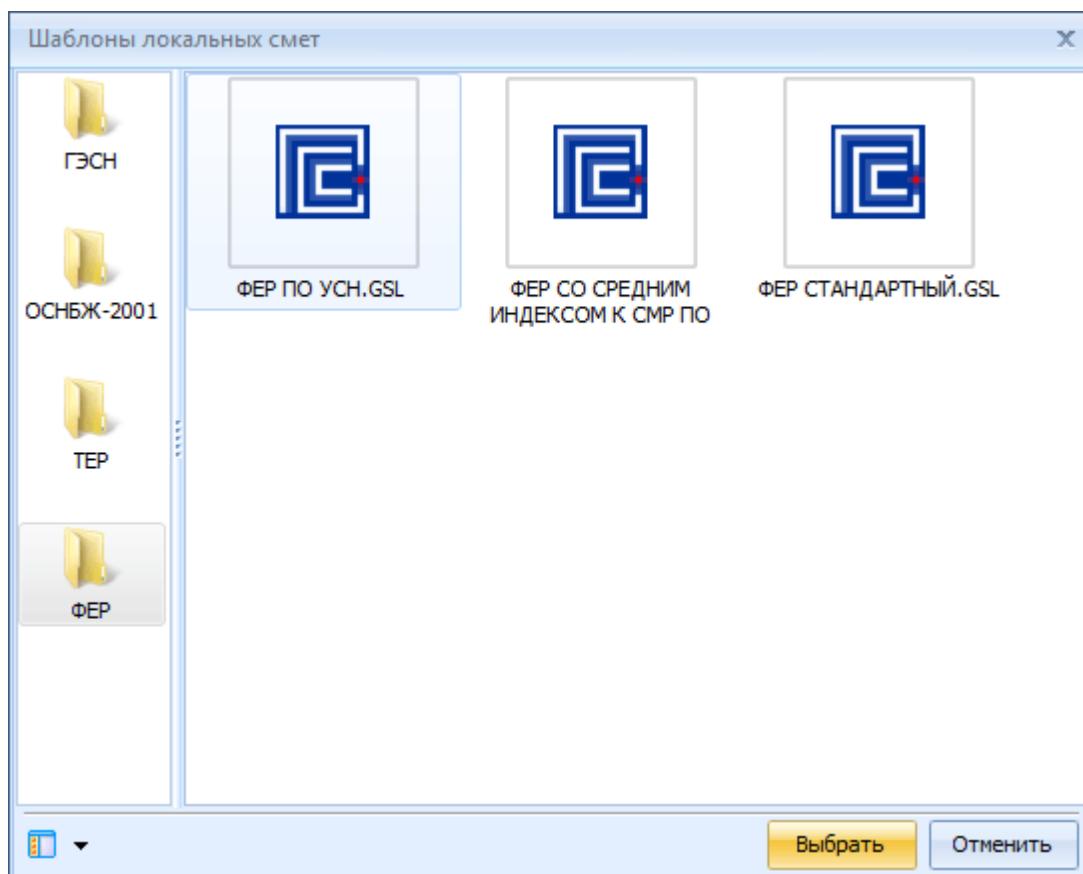 Шаблоны локальных смет
ГЭСН
ОСНБЖ-2001
ТЕР
ФЕР
ФЕР ПО УСН.GSL
ФЕР СО СРЕДНИМ
ИНДЕКСОМ К СМР ПО
ФЕР СТАНДАРТНЫЙ.GSL
Выбрать
Отменить